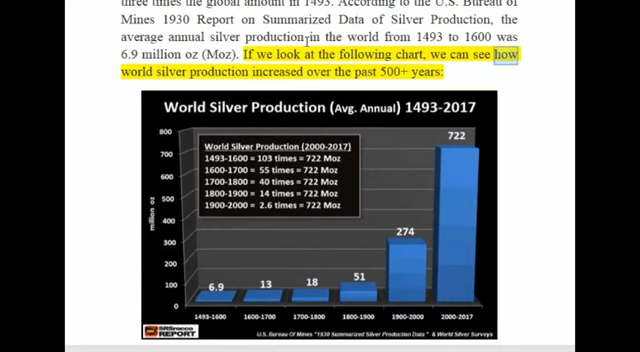 three times the global amount in 1493. According to the U.S. Bureau of
Mines 1930 Report on Summarized Data of Silver Production, the
average annual silver production in the world from 1493 to 1600 was
6.9 million oz (Moz). If we look at the following chart, we can see how
world silver production increased over the past 500+ years:
World Silver Production (Avg. Annual) 1493-2017
800
700
600
500
400
300
200
100
0
million oz
World Silver Production (2000-2017)
1493-1600 = 103 times = 722 Moz
1600-1700 = 55 times = 722 Moz
1700-1800 = 40 times = 722 Moz
1800-1900 = 14 times = 722 Moz
1900-2000 = 2.6 times = 722 Moz
6.9
13
18
51
274
722
1493-1600 1600-1700 1700-1800 1800-1900 1900-2000 2000-2017
SRSrocco
REPORT
U.S. Bureau Of Mines "1930 Summarized Silver Production Data" & World Silver Surveys